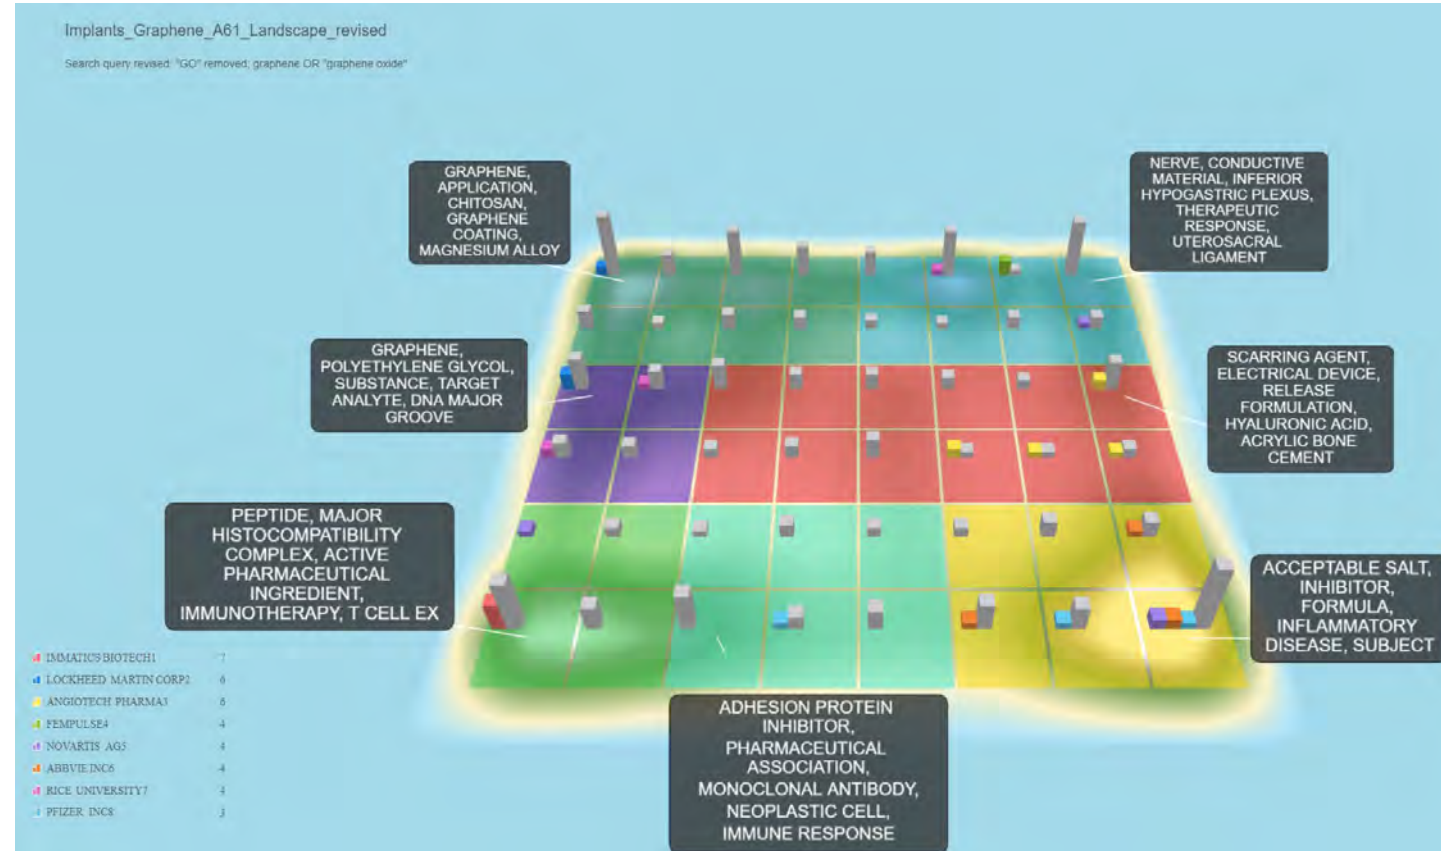 Implants_Graphene_A61_Landscape_revised
Search query revised: "GO" removed; graphene OR "graphene oxide"
GRAPHENE,
APPLICATION,
CHITOSAN,
GRAPHENE
COATING,
MAGNESIUM ALLOY
NERVE, CONDUCTIVE
MATERIAL, INFERIOR
HYPOGASTRIC PLEXUS,
THERAPEUTIC
RESPONSE,
UTEROSACRAL
LIGAMENT
GRAPHENE,
POLYETHYLENE GLYCOL,
SUBSTANCE, TARGET
ANALYTE, DNA MAJOR
GROOVE
SCARRING AGENT,
ELECTRICAL DEVICE,
RELEASE
FORMULATION,
HYALURONIC ACID,
ACRYLIC BONE
CEMENT
PEPTIDE, MAJOR
HISTOCOMPATIBILITY
COMPLEX, ACTIVE
PHARMACEUTICAL
INGREDIENT,
IMMUNOTHERAPY, T CELL EX
ACCEPTABLE SALT,
INHIBITOR,
FORMULA,
INFLAMMATORY
DISEASE, SUBJECT
ADHESION PROTEIN
INHIBITOR,
PHARMACEUTICAL
ASSOCIATION,
MONOCLONAL ANTIBODY,
NEOPLASTIC CELL,
IMMUNE RESPONSE
IMMATICS BIOTECH1 7
LOCKHEED MARTIN CORP2 6
ANGIOTECH PHARMA3 6
FEMPULSE4 4
NOVARTIS AG5 4
ABBVIE INC6 4
RICE UNIVERSITY7 4
PFIZER INC8 3